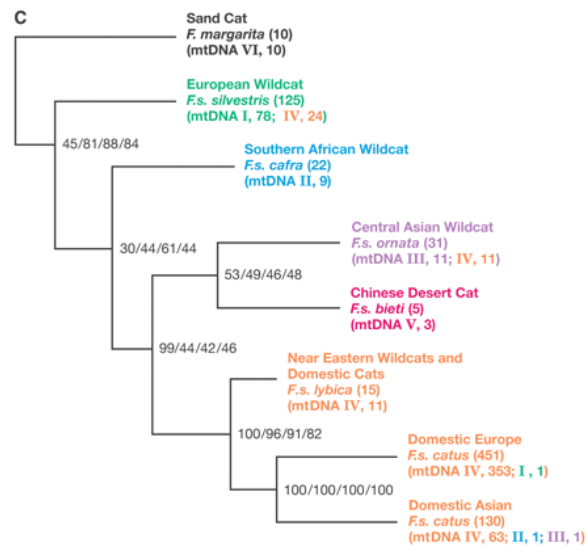 C
Sand Cat
F. margarita (10)
(mtDNA VI, 10)
European Wildcat
F.s. silvestris (125)
(mtDNA I, 78; IV, 24)
45/81/88/84
Southern African Wildcat
F.s. cafra (22)
(mtDNA II, 9)
30/44/61/44
Central Asian Wildcat
F.s. ornata (31)
(mtDNA III, 11; IV, 11)
53/49/46/48
Chinese Desert Cat
F.s. bieti (5)
(mtDNA V, 3)
99/44/42/46
Near Eastern Wildcats and
Domestic Cats
F.s. lybica (15)
(mtDNA IV, 11)
100/96/91/82
Domestic Europe
F.s. catus (451)
(mtDNA IV, 353; I , 1)
100/100/100/100
Domestic Asian
F.s. catus (130)
(mtDNA IV, 63; II, 1; III, 1)